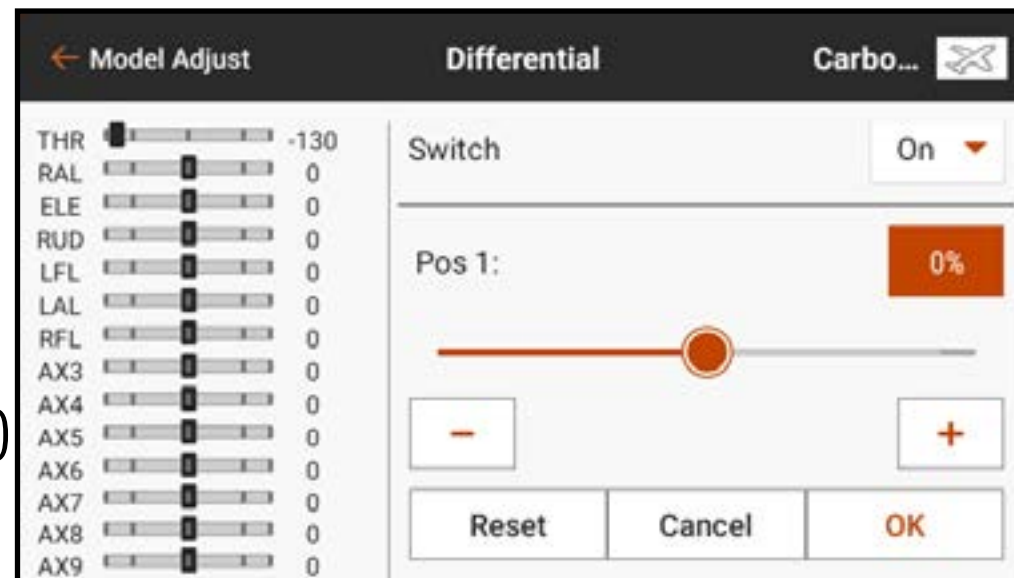 ← Model Adjust Differential Carbo...
THR -130
RAL 0
ELE 0
RUD 0
LFL 0
LAL 0
RFL 0
AX3 0
AX4 0
AX5 0
AX6 0
AX7 0
AX8 0
AX9 0
Switch On
Pos 1: 0%
− +
Reset Cancel OK
)